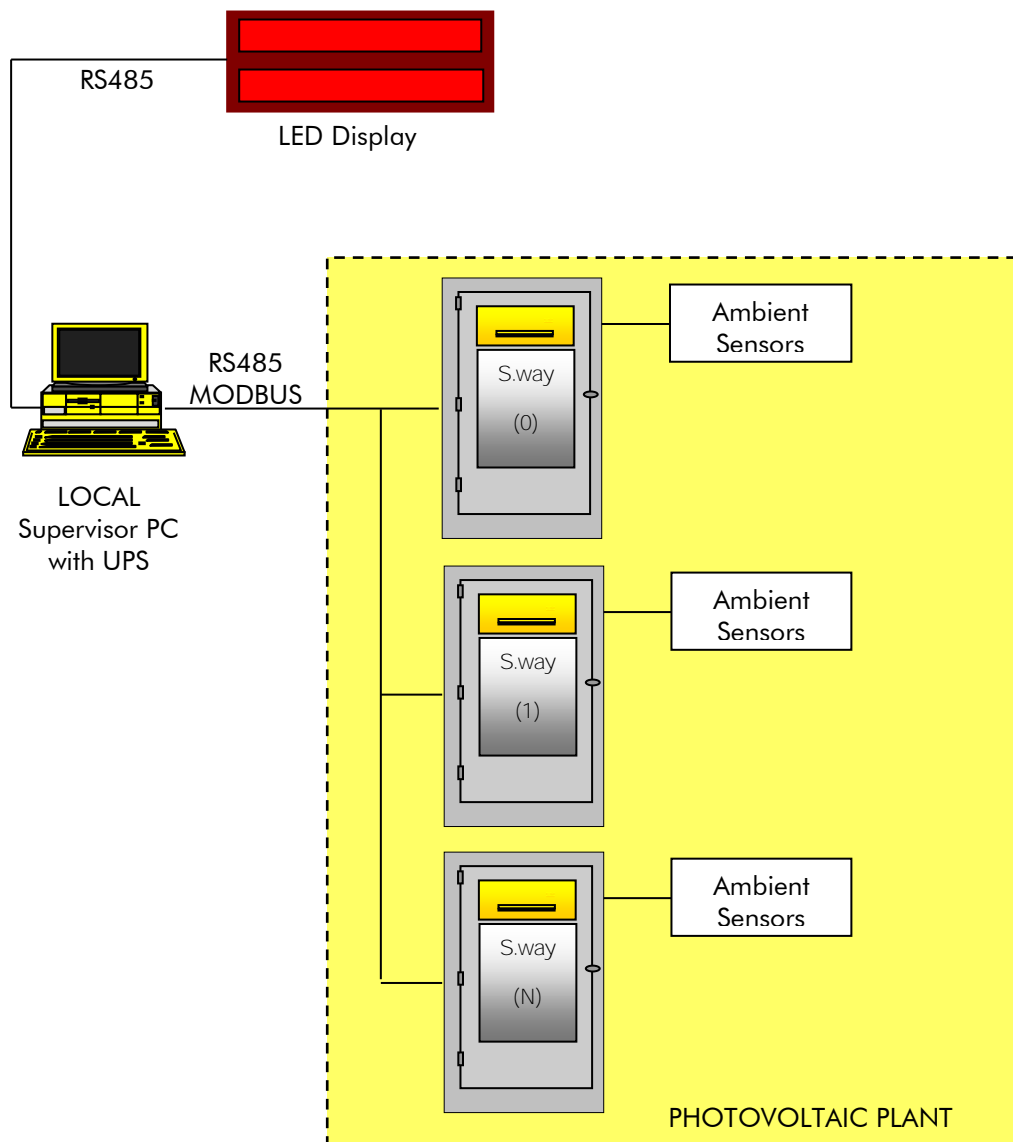 RS485
LED Display
RS485
MODBUS
LOCAL
Supervisor PC
with UPS
S.way
(0)
Ambient
Sensors
S.way
(1)
Ambient
Sensors
S.way
(N)
Ambient
Sensors
PHOTOVOLTAIC PLANT